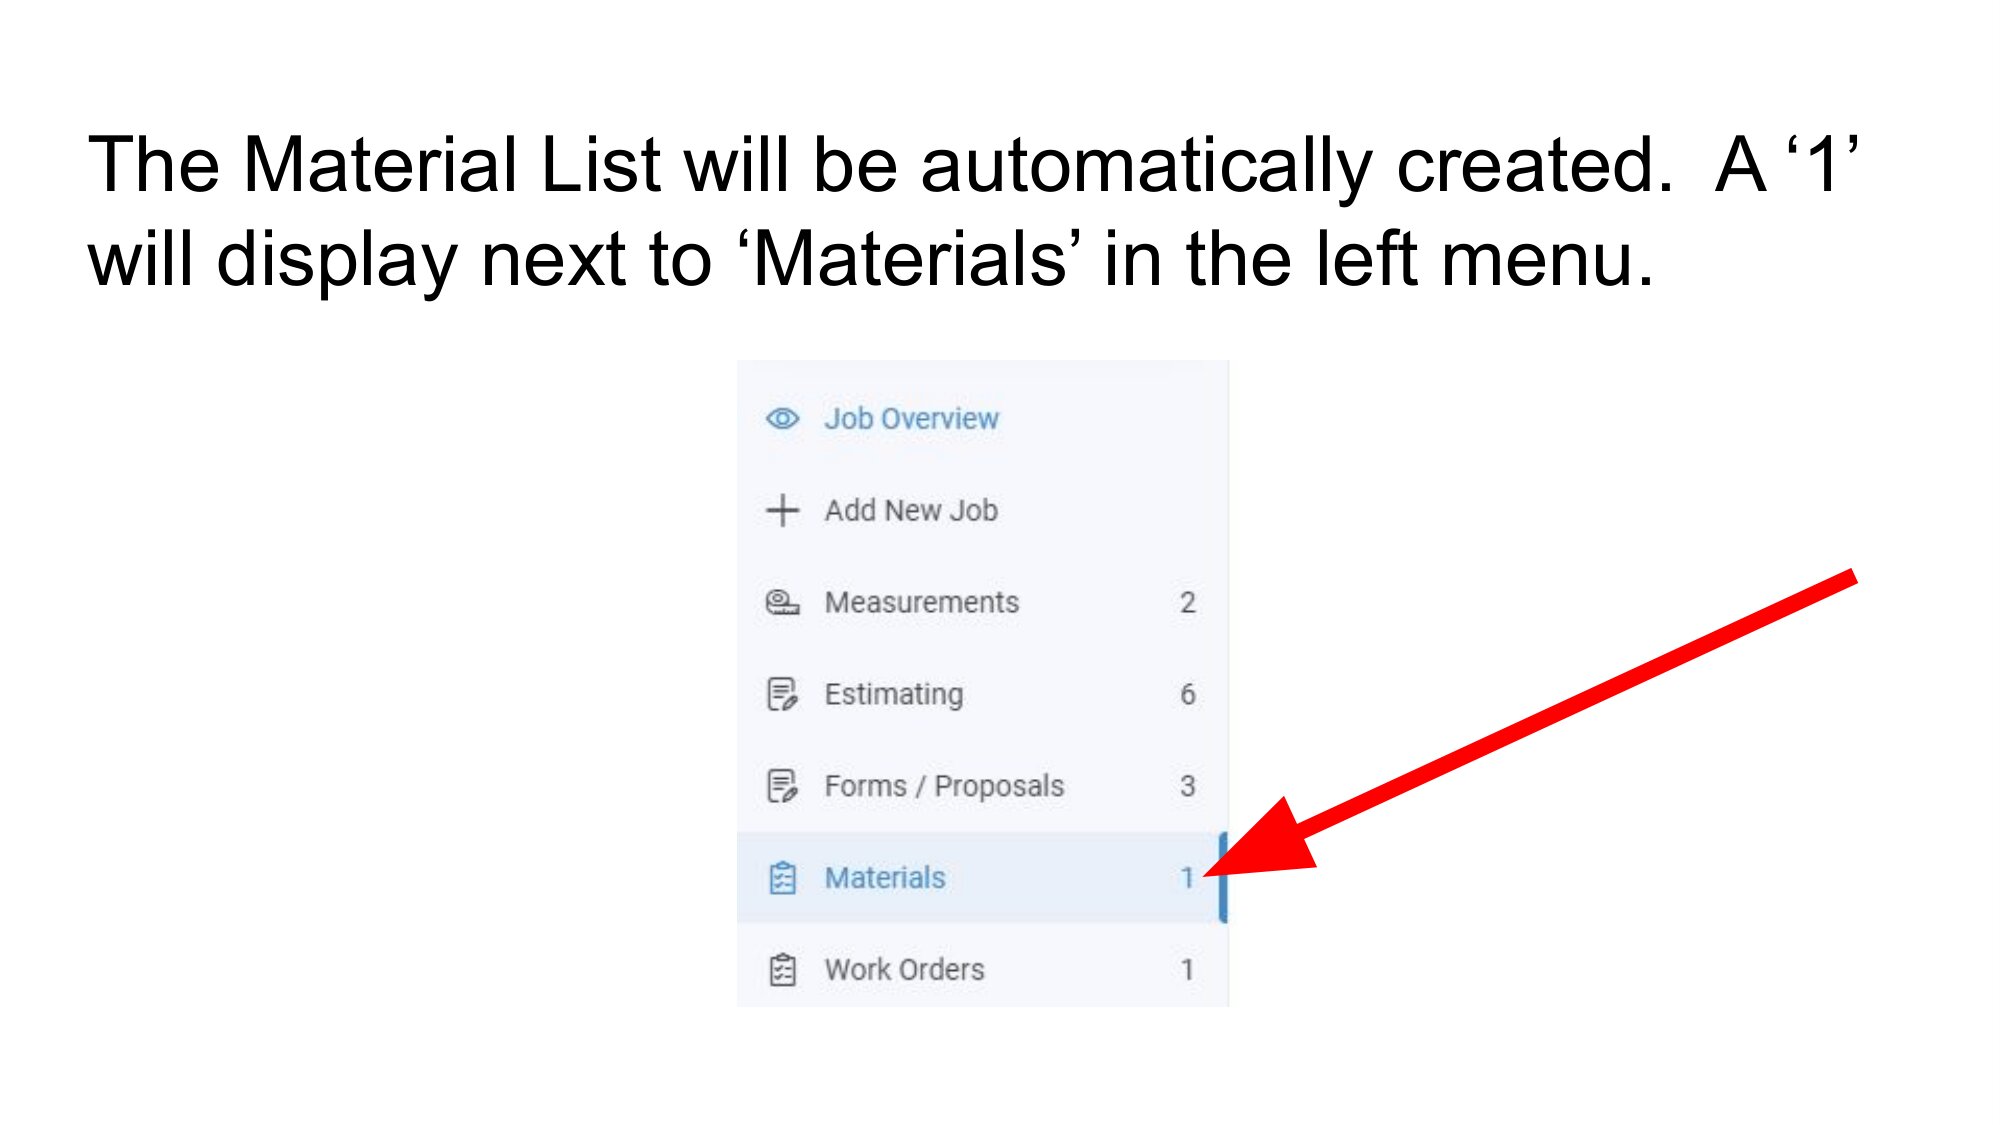 The Material List will be automatically created.  A ‘1’
will display next to ‘Materials’ in the left menu.
Job Overview
Add New Job
Measurements 2
Estimating 6
Forms / Proposals 3
Materials 1
Work Orders 1